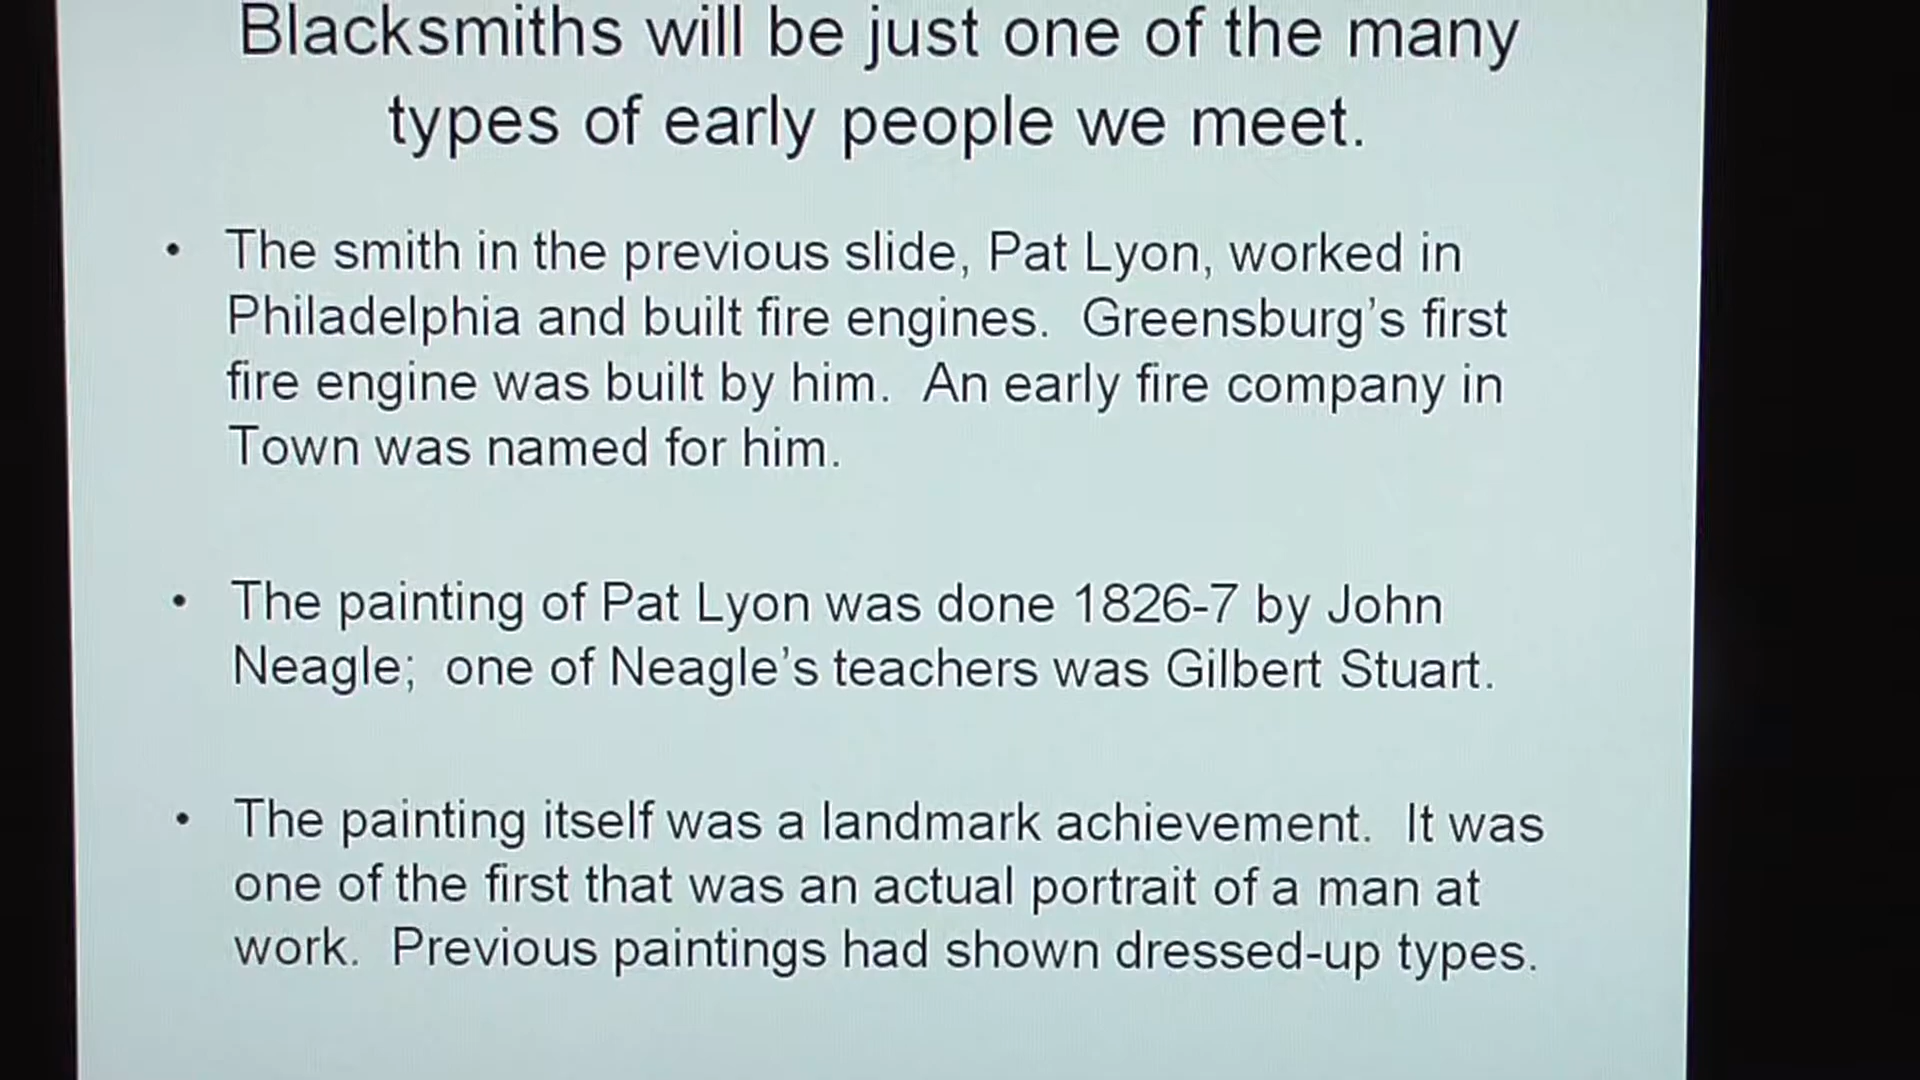 Blacksmiths will be just one of the many
types of early people we meet.
• The smith in the previous slide, Pat Lyon, worked in
Philadelphia and built fire engines. Greensburg's first
fire engine was built by him. An early fire company in
Town was named for him.
• The painting of Pat Lyon was done 1826-7 by John
Neagle; one of Neagle's teachers was Gilbert Stuart.
• The painting itself was a landmark achievement. It was
one of the first that was an actual portrait of a man at
work. Previous paintings had shown dressed-up types.